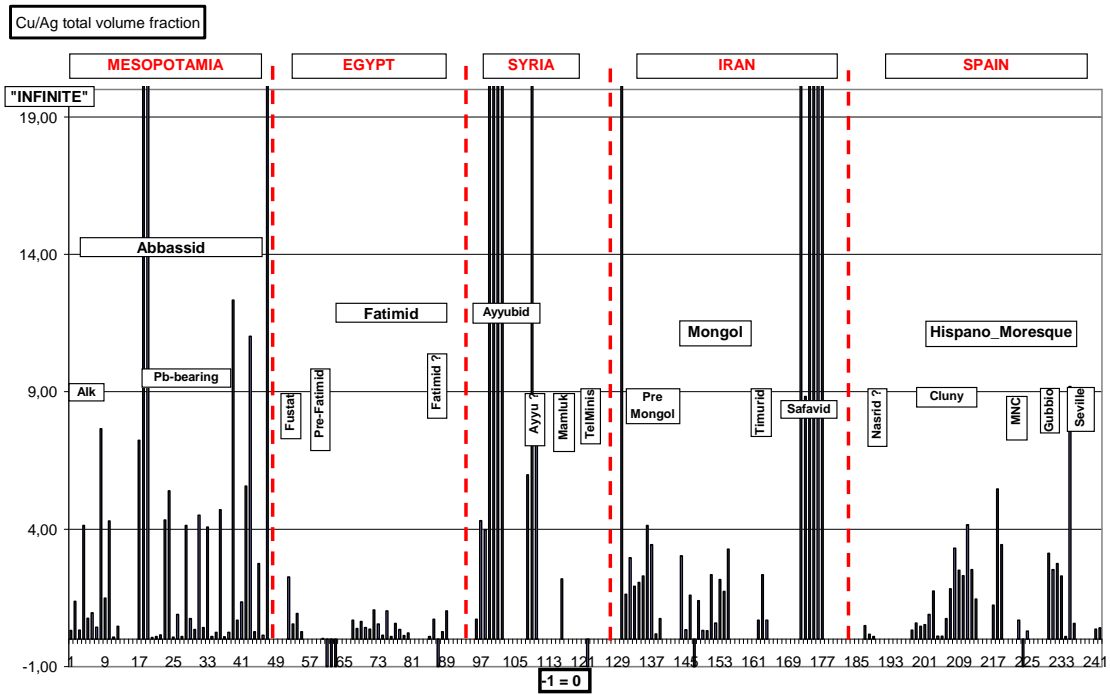 Cu/Ag total volume fraction
MESOPOTAMIA EGYPT SYRIA IRAN SPAIN
"INFINITE"
19,00
14,00
Abbassid
Fatimid
Ayyubid
Mongol
Hispano_Moresque
Pb-bearing
9,00
Alk
Fustat
Pre-Fatimid
Fatimid ?
Ayyu ?
Mamluk
TelMinis
Pre
Mongol
Timurid
Safavid
Nasrid ?
Cluny
MNC
Gubbio
Seville
4,00
-1,00
1 9 17 25 33 41 49 57 65 73 81 89 97 105 113 121 129 137 145 153 161 169 177 185 193 201 209 217 225 233 241
-1 = 0